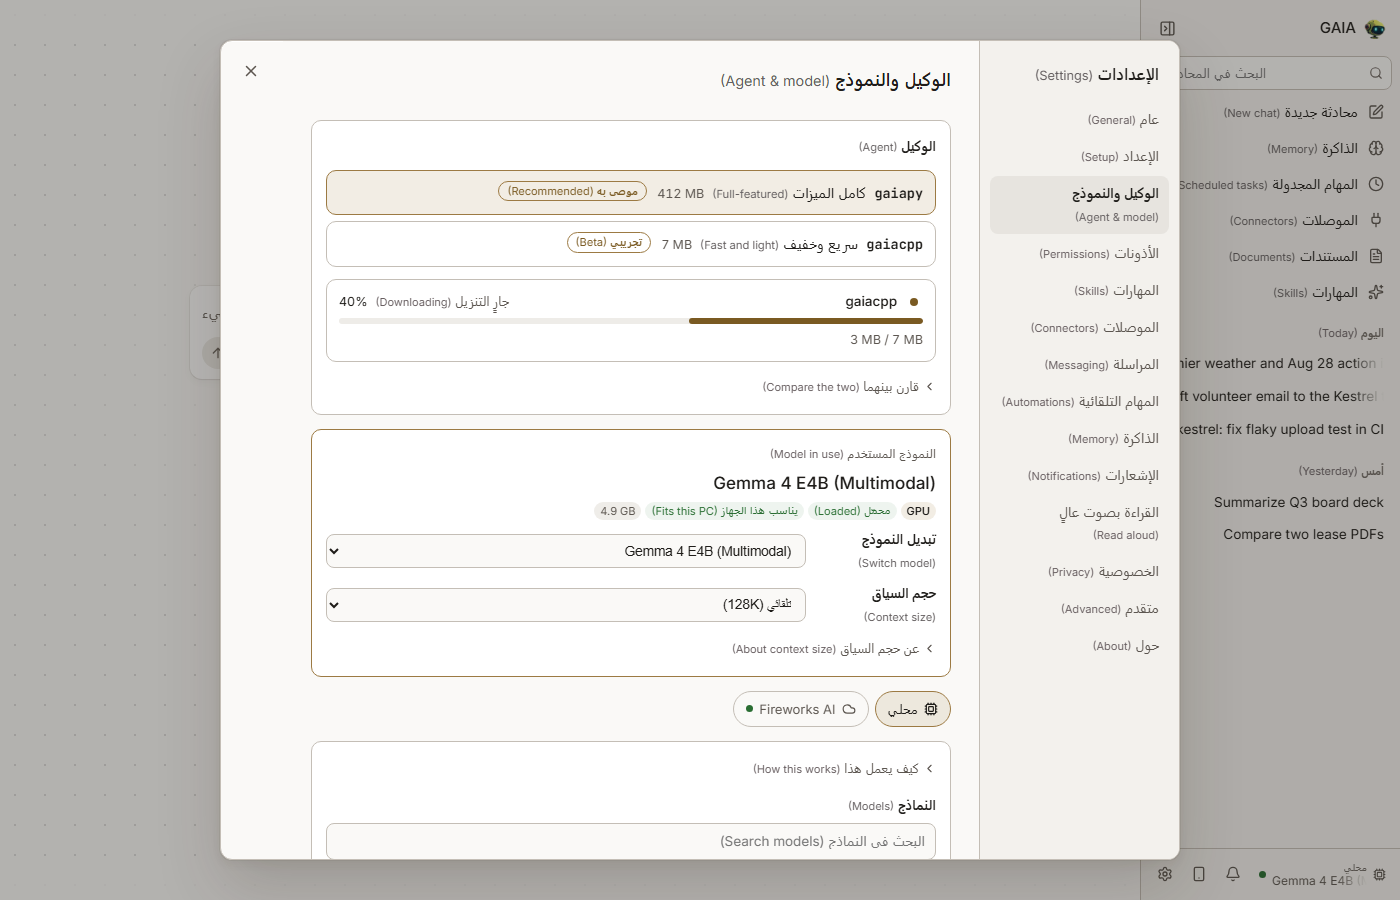 GAIA
البحث في المحاد
محادثة جديدة (New chat)
الذاكرة (Memory)
المهام المجدولة (Scheduled tasks)
الموصلات (Connectors)
المستندات (Documents)
المهارات (Skills)
اليوم (Today)
nier weather and Aug 28 action
ft volunteer email to the Kestrel
kestrel: fix flaky upload test in CI
أمس (Yesterday)
Summarize Q3 board deck
Compare two lease PDFs
محلي
Gemma 4 E4B
الإعدادات (Settings)
عام (General)
الإعداد (Setup)
الوكيل والنموذج
(Agent & model)
الأذونات (Permissions)
المهارات (Skills)
الموصلات (Connectors)
المراسلة (Messaging)
المهام التلقائية (Automations)
الذاكرة (Memory)
الإشعارات (Notifications)
القراءة بصوت عالٍ
(Read aloud)
الخصوصية (Privacy)
متقدم (Advanced)
حول (About)
الوكيل والنموذج (Agent & model)
الوكيل (Agent)
gaiapy كامل الميزات (Full-featured) 412 MB موصى به (Recommended)
gaiacpp سريع وخفيف (Fast and light) 7 MB تجريبي (Beta)
gaiacpp جارٍ التنزيل (Downloading) 40%
3 MB / 7 MB
قارن بينهما (Compare the two)
النموذج المستخدم (Model in use)
Gemma 4 E4B (Multimodal)
GPU محمّل (Loaded) يناسب هذا الجهاز (Fits this PC) 4.9 GB
تبديل النموذج
(Switch model)
Gemma 4 E4B (Multimodal)
حجم السياق
(Context size)
تلقائي (128K)
عن حجم السياق (About context size)
محلي
Fireworks AI
كيف يعمل هذا (How this works)
النماذج (Models)
البحث في النماذج (Search models)